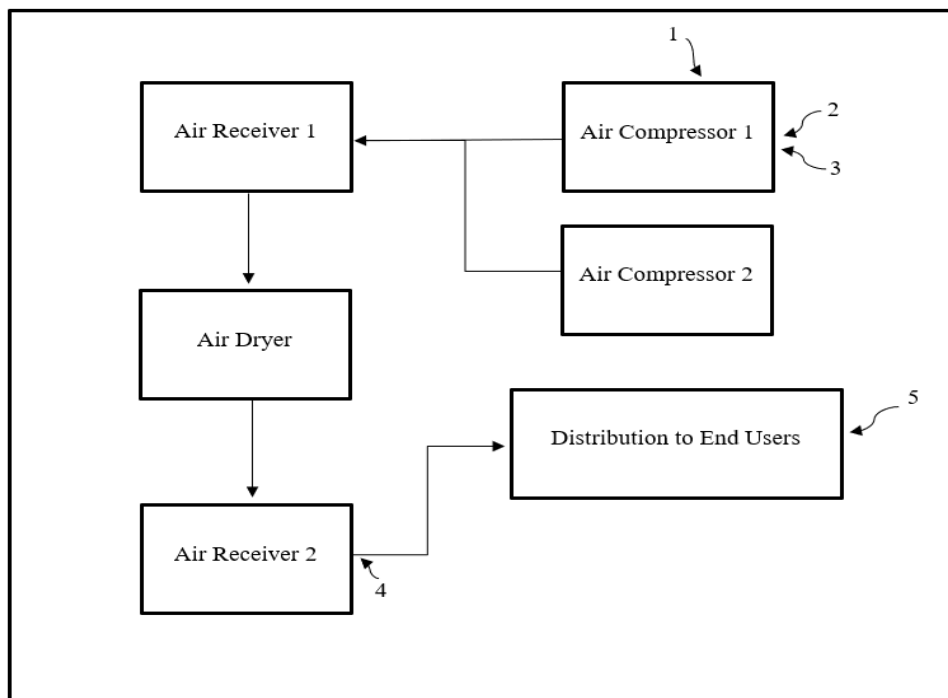 1
Air Receiver 1
Air Compressor 1
2
3
Air Compressor 2
Air Dryer
5
Distribution to End Users
Air Receiver 2
4